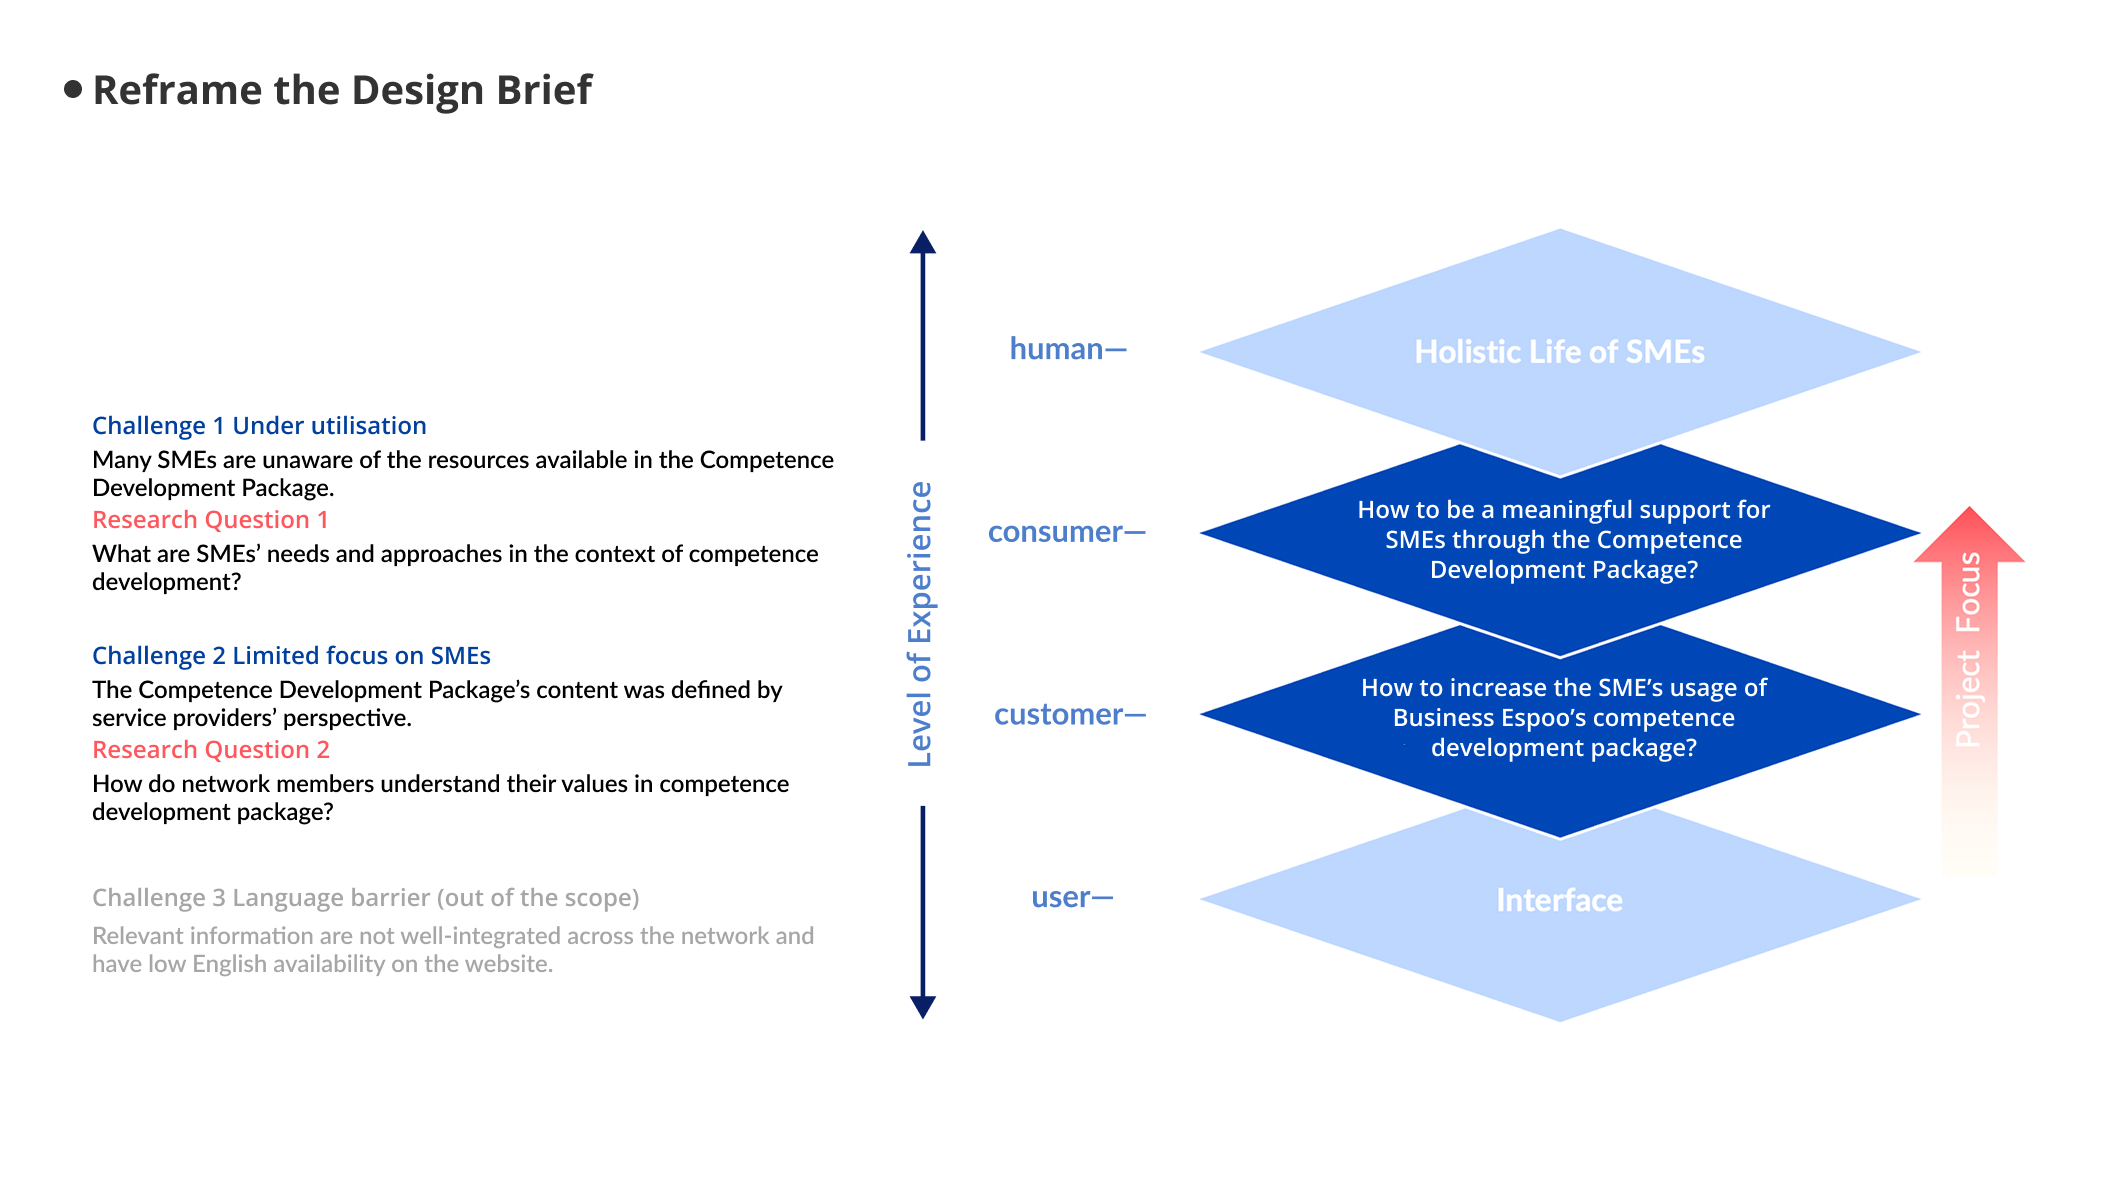 • Reframe the Design Brief
Challenge 1 Under utilisation
Many SMEs are unaware of the resources available in the Competence
Development Package.
Research Question 1
What are SMEs’ needs and approaches in the context of competence
development?
Challenge 2 Limited focus on SMEs
The Competence Development Package’s content was defined by
service providers’ perspective.
Research Question 2
How do network members understand their values in competence
development package?
Challenge 3 Language barrier (out of the scope)
Relevant information are not well-integrated across the network and
have low English availability on the website.
Level of Experience
human—
consumer—
customer—
user—
Holistic Life of SMEs
How to be a meaningful support for
SMEs through the Competence
Development Package?
How to increase the SME’s usage of
Business Espoo’s competence
development package?
Interface
Project Focus